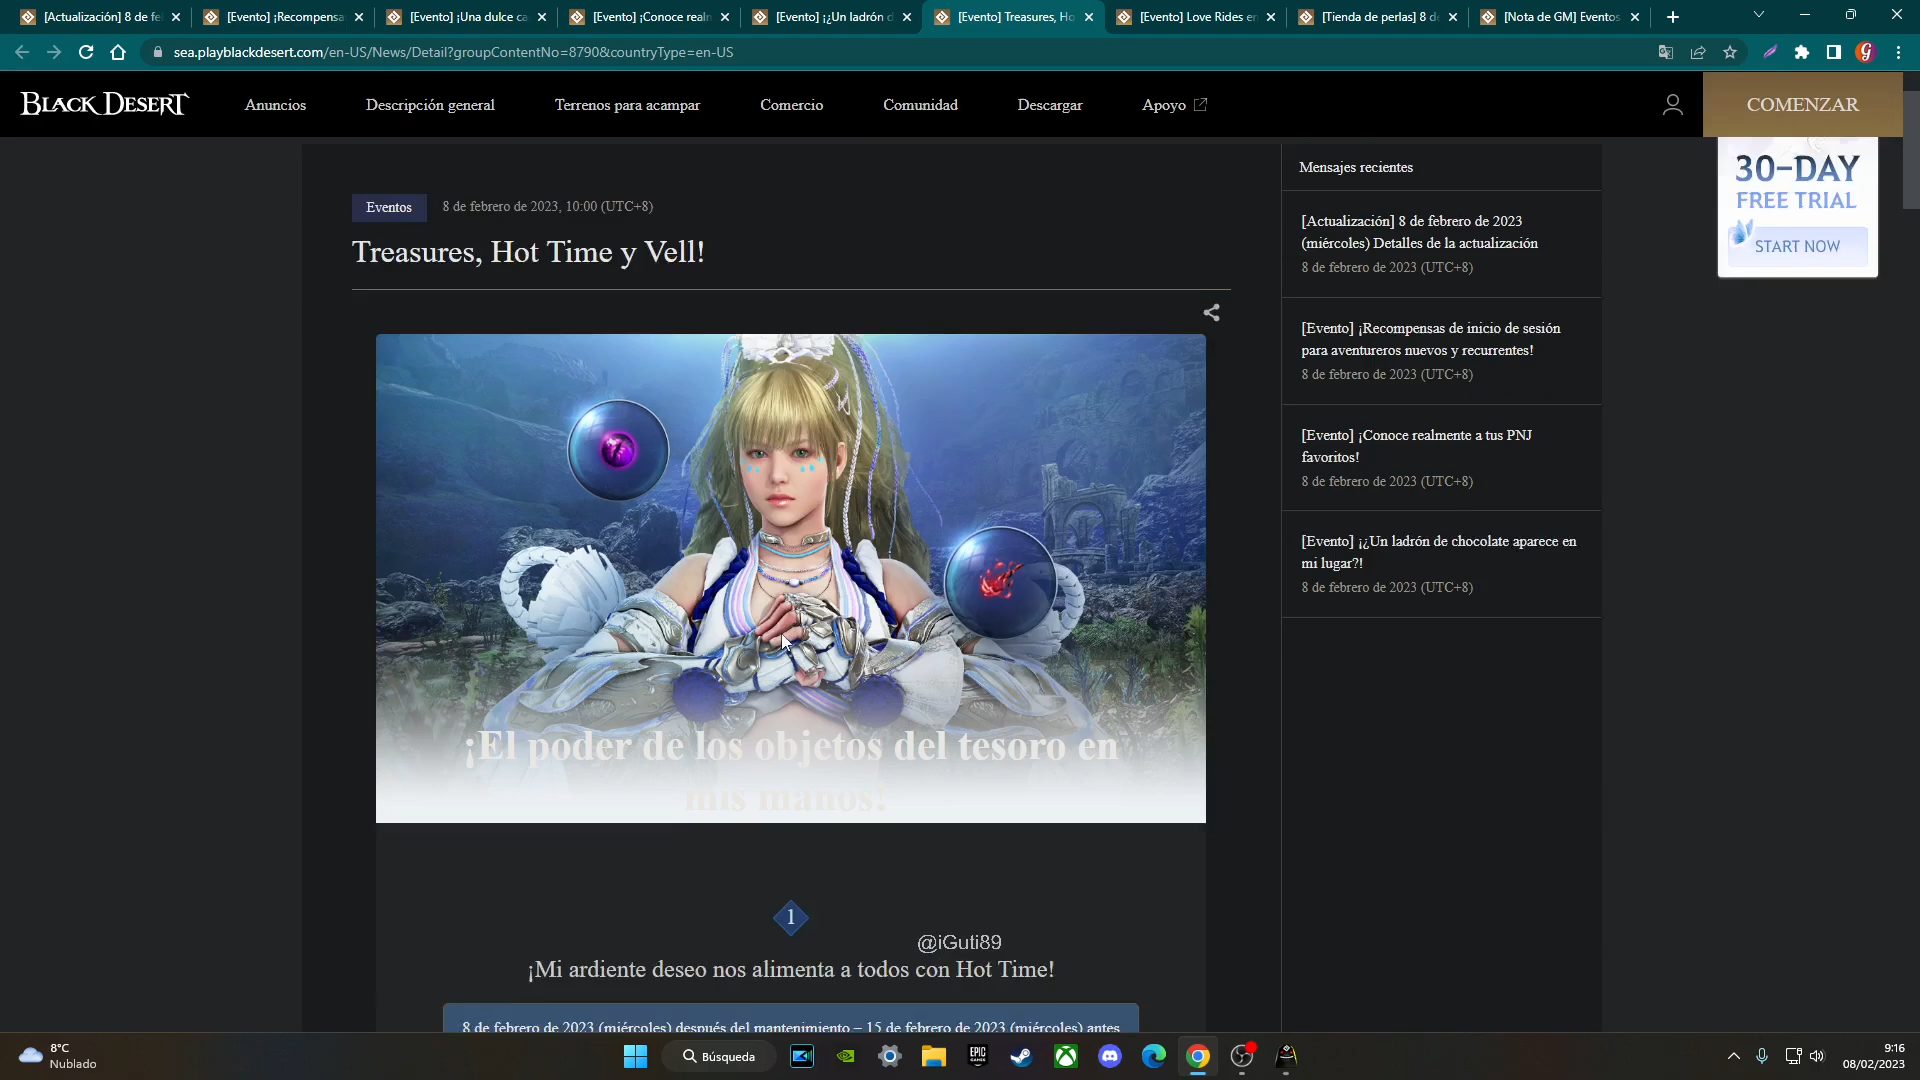 [Actualización] 8 de fe
[Evento] ¡Recompensa
[Evento] ¡Una dulce ca
[Evento] ¡Conoce realm
[Evento] ¡¿Un ladrón d
[Evento] Treasures, Ho
[Evento] Love Rides en
[Tienda de perlas] 8 de
[Nota de GM] Eventos
sea.playblackdesert.com/en-US/News/Detail?groupContentNo=8790&countryType=en-US
BLACK DESERT
Anuncios
Descripción general
Terrenos para acampar
Comercio
Comunidad
Descargar
Apoyo
COMENZAR
Eventos
8 de febrero de 2023, 10:00 (UTC+8)
Treasures, Hot Time y Vell!
¡El poder de los objetos del tesoro en
mis manos!
1
@iGuti89
¡Mi ardiente deseo nos alimenta a todos con Hot Time!
8 de febrero de 2023 (miércoles) después del mantenimiento – 15 de febrero de 2023 (miércoles) antes
Mensajes recientes
[Actualización] 8 de febrero de 2023
(miércoles) Detalles de la actualización
8 de febrero de 2023 (UTC+8)
[Evento] ¡Recompensas de inicio de sesión
para aventureros nuevos y recurrentes!
8 de febrero de 2023 (UTC+8)
[Evento] ¡Conoce realmente a tus PNJ
favoritos!
8 de febrero de 2023 (UTC+8)
[Evento] ¡¿Un ladrón de chocolate aparece en
mi lugar?!
8 de febrero de 2023 (UTC+8)
30-DAY
FREE TRIAL
START NOW
8°C
Nublado
Búsqueda
EPIC GAMES
9:16
08/02/2023